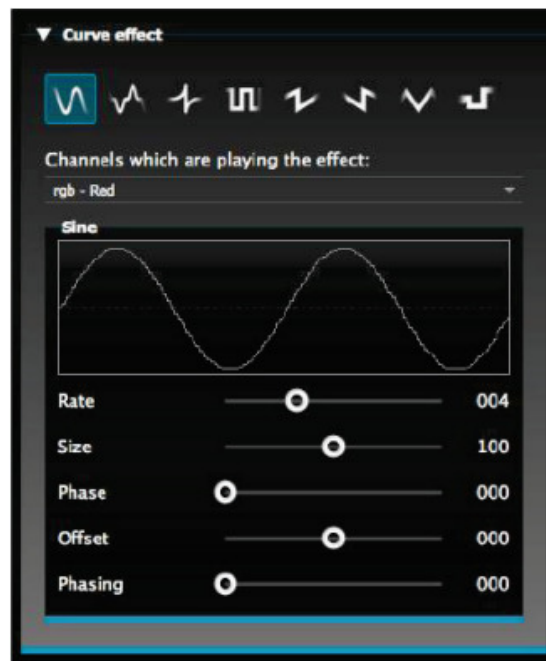 ▼ Curve effect
Channels which are playing the effect:
rgb - Red
Sine
Rate 004
Size 100
Phase 000
Offset 000
Phasing 000